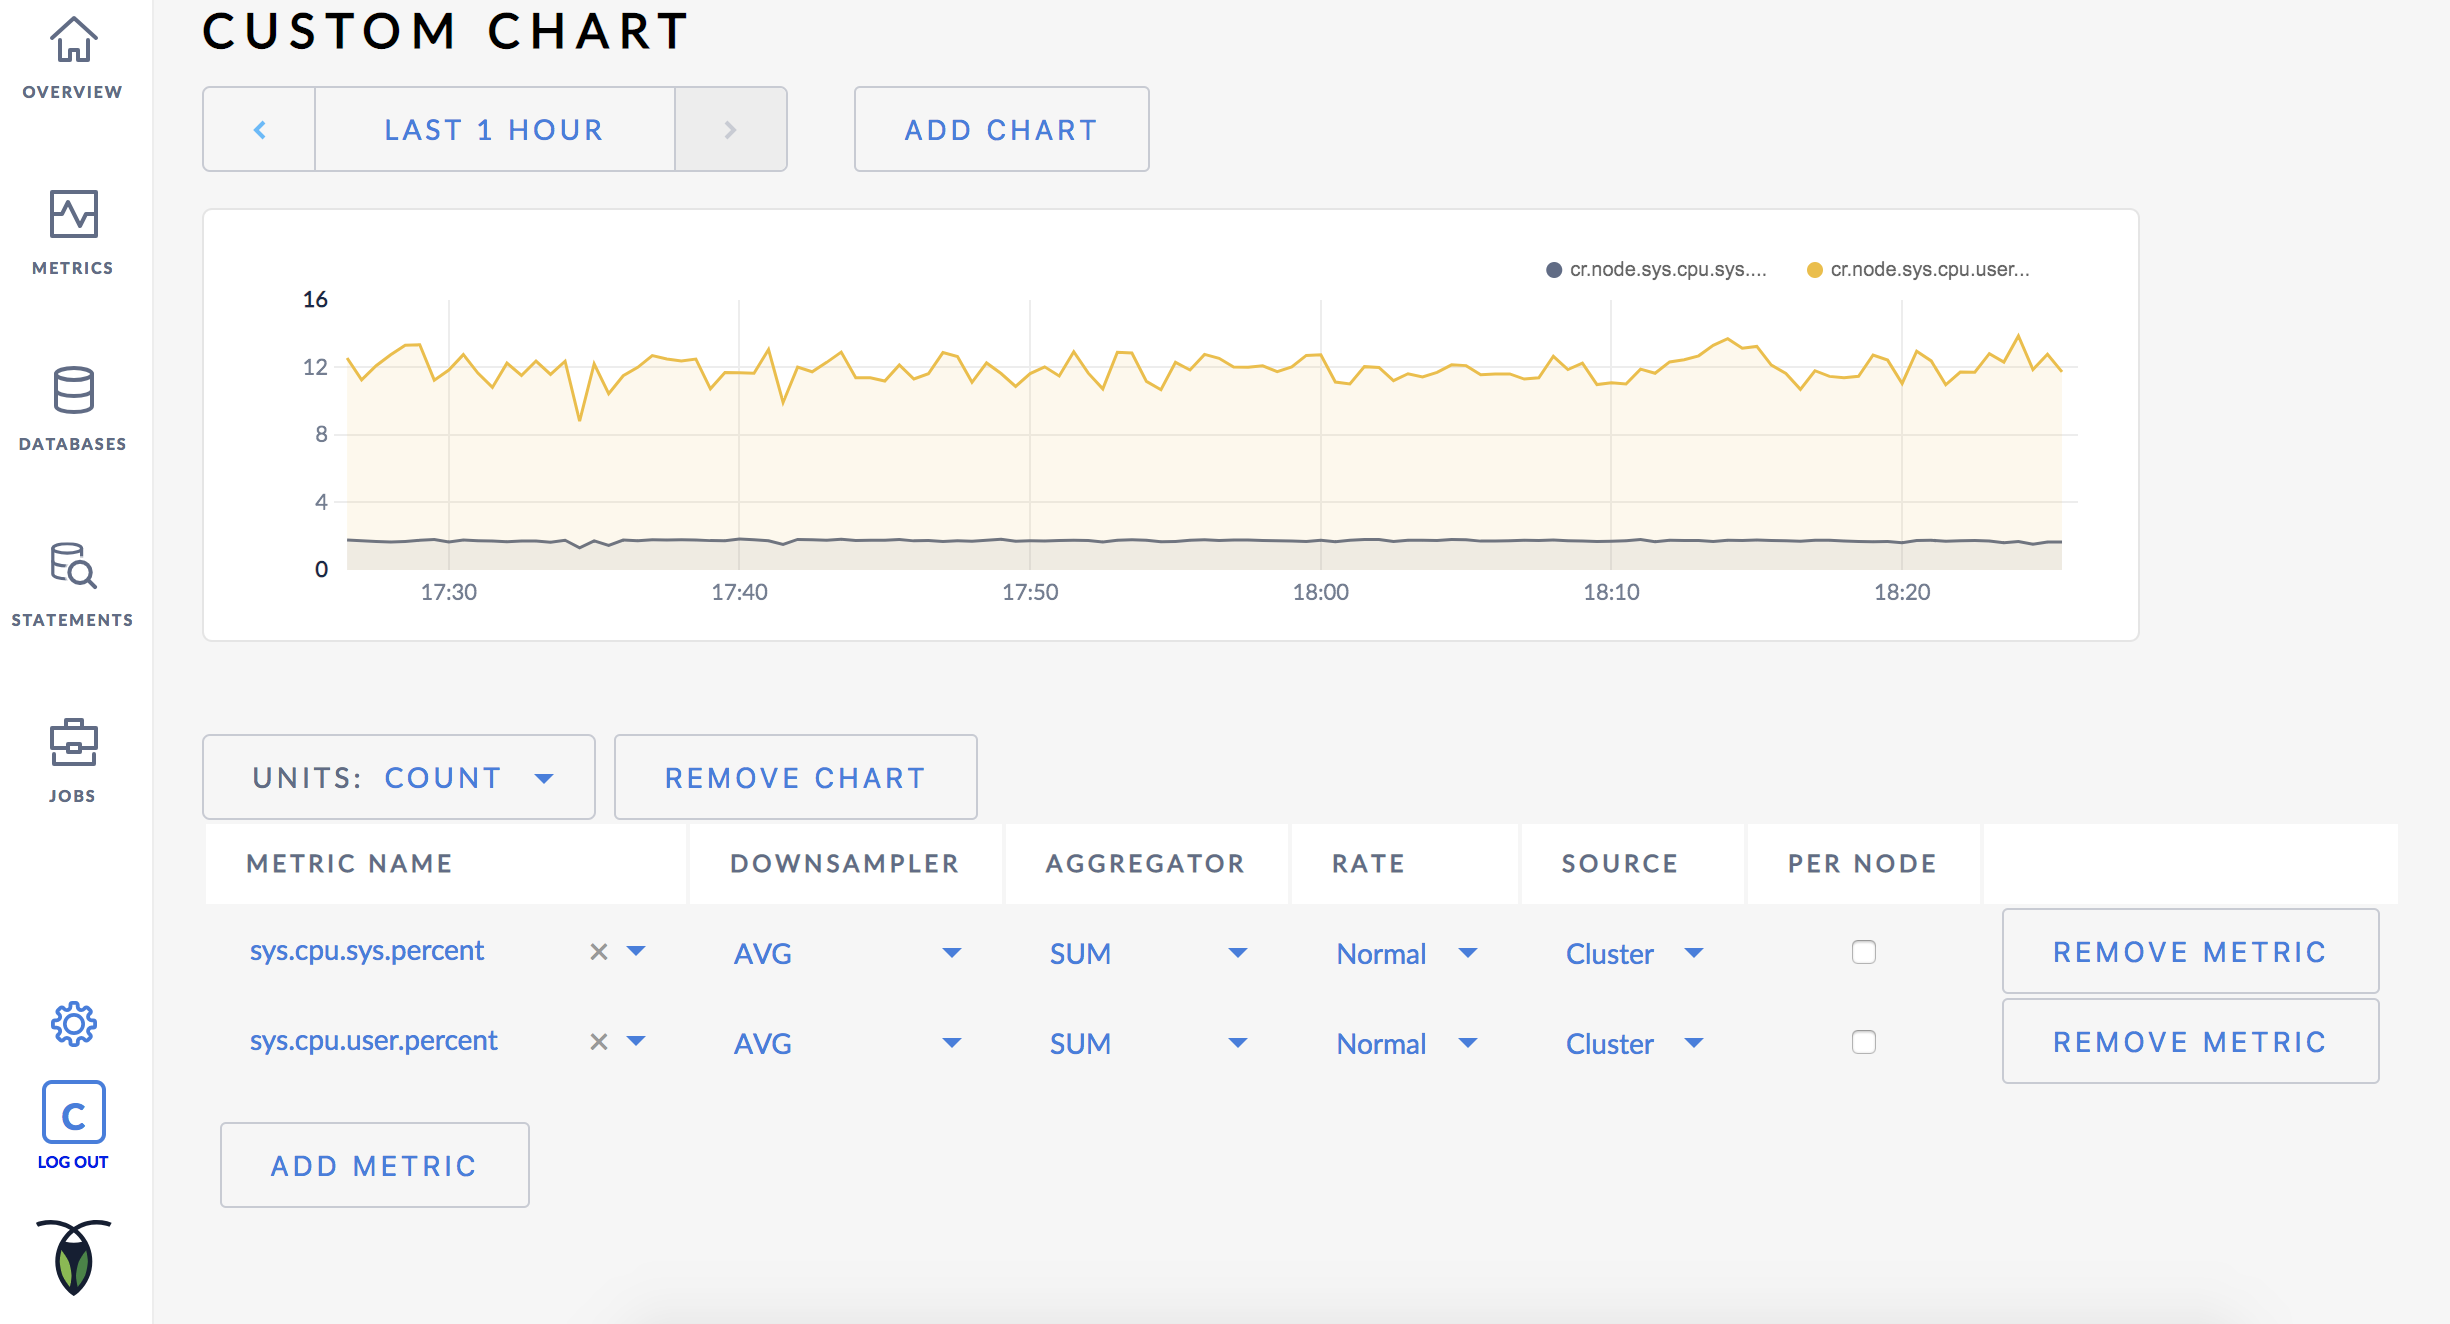 CUSTOM CHART
OVERVIEW
METRICS
DATABASES
STATEMENTS
JOBS
C
LOG OUT
LAST 1 HOUR
ADD CHART
cr.node.sys.cpu.sys.... cr.node.sys.cpu.user...
16
12
8
4
0
17:30 17:40 17:50 18:00 18:10 18:20
UNITS: COUNT
REMOVE CHART
METRIC NAME DOWNSAMPLER AGGREGATOR RATE SOURCE PER NODE
sys.cpu.sys.percent × AVG SUM Normal Cluster REMOVE METRIC
sys.cpu.user.percent × AVG SUM Normal Cluster REMOVE METRIC
ADD METRIC